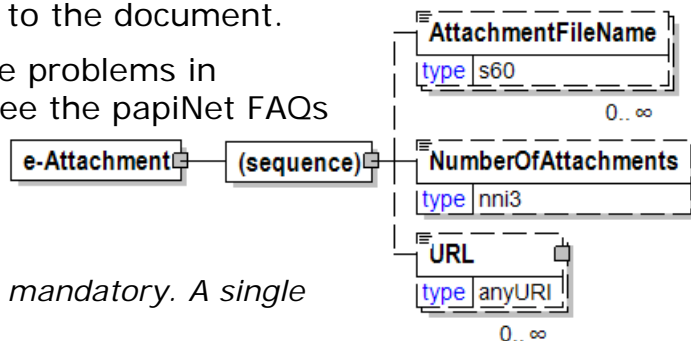 to the document.
e problems in
ee the papiNet FAQs
mandatory. A single
e-Attachment
(sequence)
AttachmentFileName
type s60
0.. ∞
NumberOfAttachments
type nni3
URL
type anyURI
0.. ∞